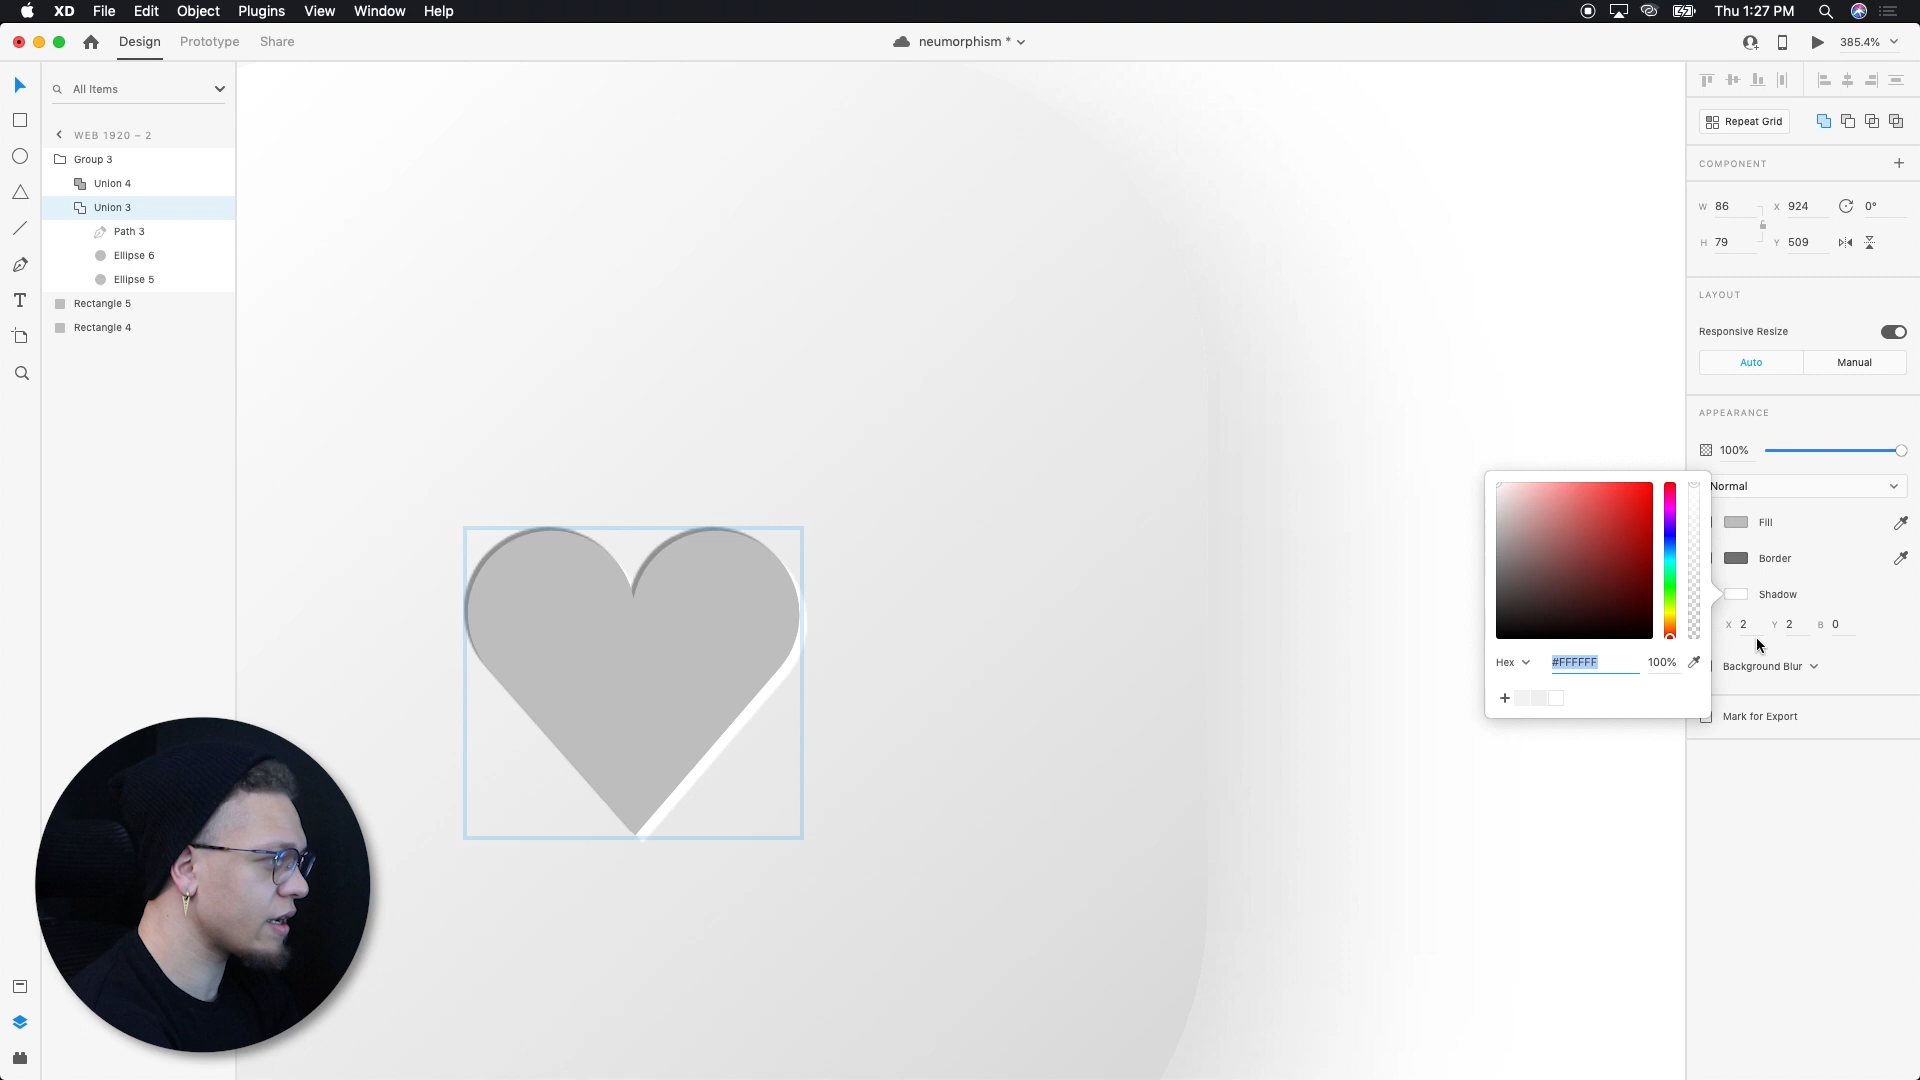 XD File Edit Object Plugins View Window Help Thu 1:27 PM
Design Prototype Share neumorphism * 385.4%
All Items
WEB 1920 – 2
Group 3
Union 4
Union 3
Path 3
Ellipse 6
Ellipse 5
Rectangle 5
Rectangle 4
Repeat Grid
COMPONENT
W 86 X 924 0°
H 79 Y 509
LAYOUT
Responsive Resize
Auto Manual
APPEARANCE
100%
Normal
Fill
Border
Shadow
X 2 Y 2 B 0
Hex #FFFFFF 100%
Background Blur
Mark for Export